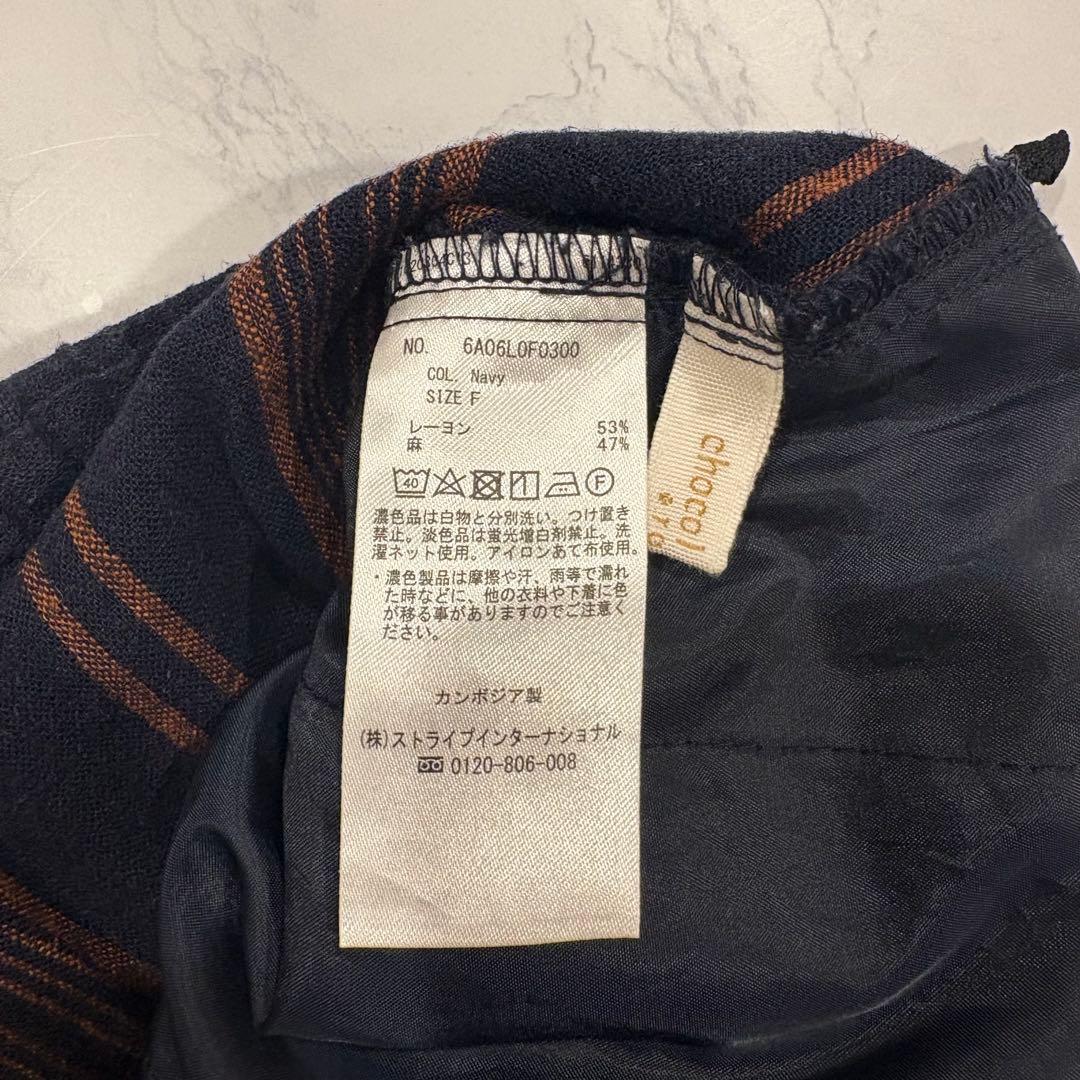 NO. 6A06L0F0300
COL. Navy
SIZE F
レーヨン 53%
麻 47%
40
F
濃色品は白物と分別洗い。つけ置き
禁止。淡色品は蛍光増白剤禁止。洗
濯ネット使用。アイロンあて布使用。
・濃色製品は摩擦や汗、雨等で濡れ
た時などに、他の衣料や下着に色
が移る事がありますのでご注意く
ださい。
カンボジア製
(株)ストライプインターナショナル
0120-806-008
chocol